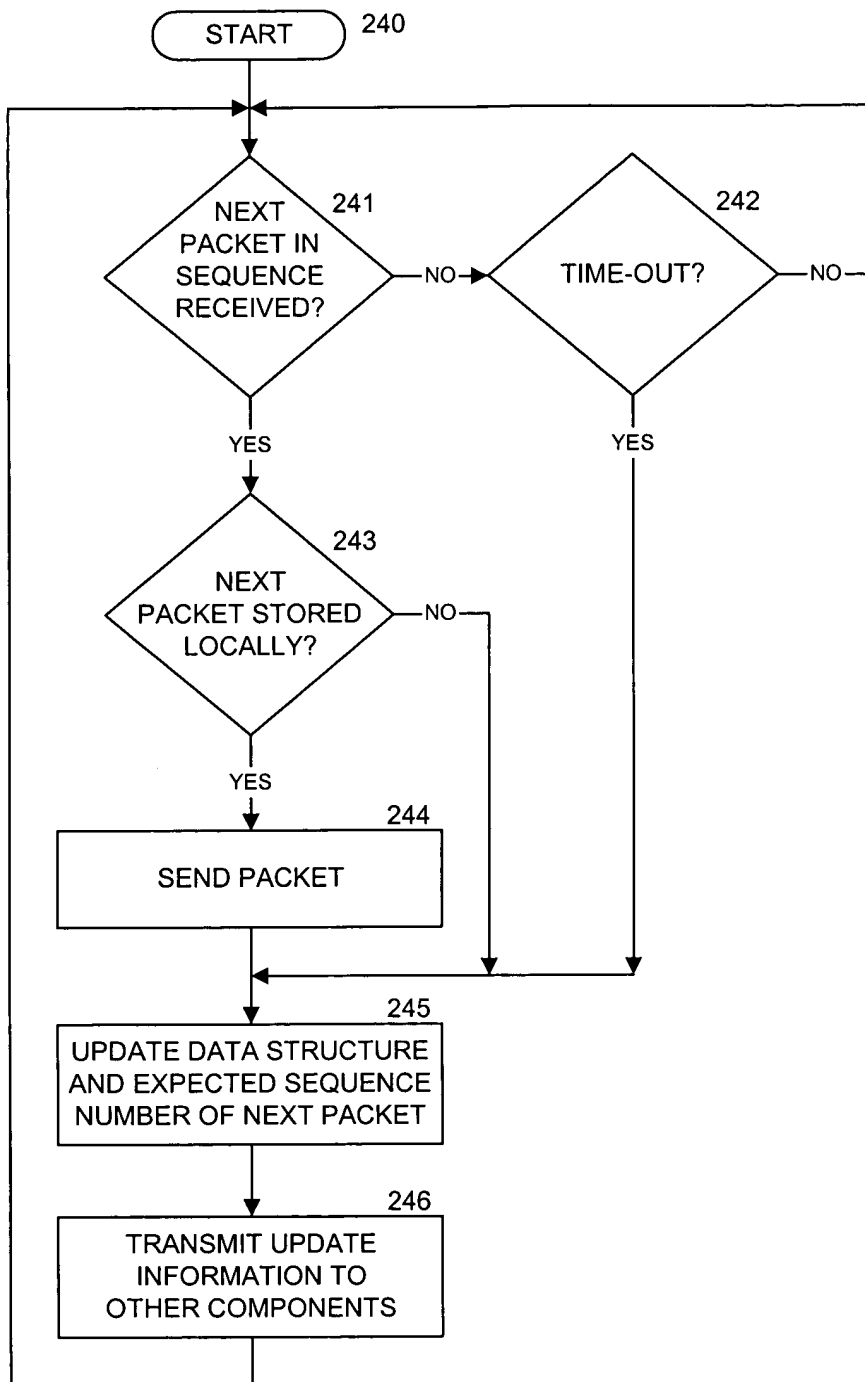 START
240
NEXT
PACKET IN
SEQUENCE
RECEIVED?
241
NO
TIME-OUT?
242
NO
YES
YES
NEXT
PACKET STORED
LOCALLY?
243
NO
YES
244
SEND PACKET
245
UPDATE DATA STRUCTURE
AND EXPECTED SEQUENCE
NUMBER OF NEXT PACKET
246
TRANSMIT UPDATE
INFORMATION TO
OTHER COMPONENTS